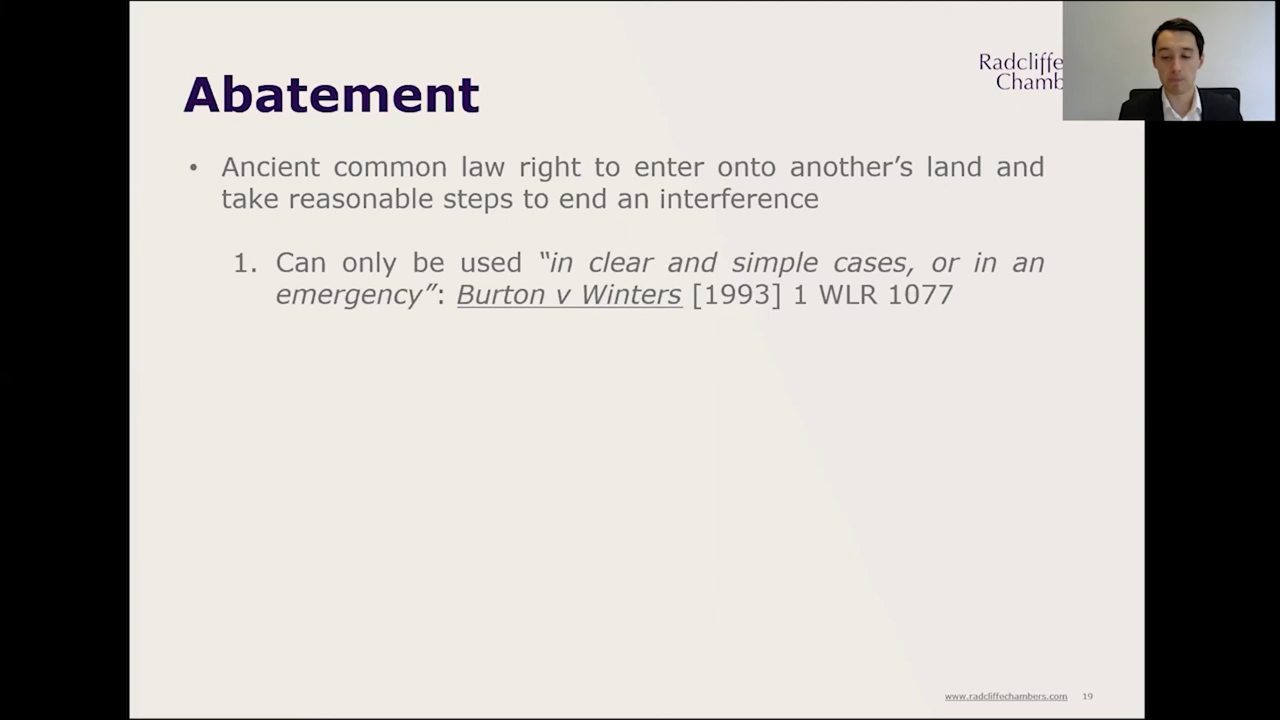 Radcliffe
Chamb
Abatement
• Ancient common law right to enter onto another’s land and
take reasonable steps to end an interference
1. Can only be used “in clear and simple cases, or in an
emergency”: Burton v Winters [1993] 1 WLR 1077
www.radcliffechambers.com 19